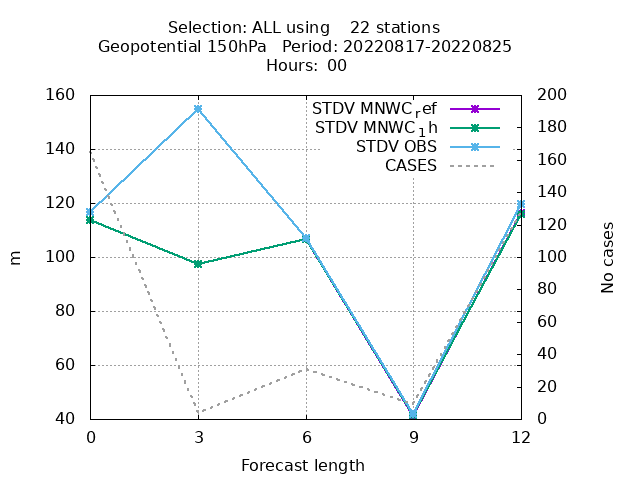 Selection: ALL using    22 stations
Geopotential 150hPa   Period: 20220817-20220825
Hours: 00
STDV MNWC_ref
STDV MNWC_1h
STDV OBS
CASES
160
140
120
100
80
60
40
m
200
180
160
140
120
100
80
60
40
20
0
No cases
0 3 6 9 12
Forecast length